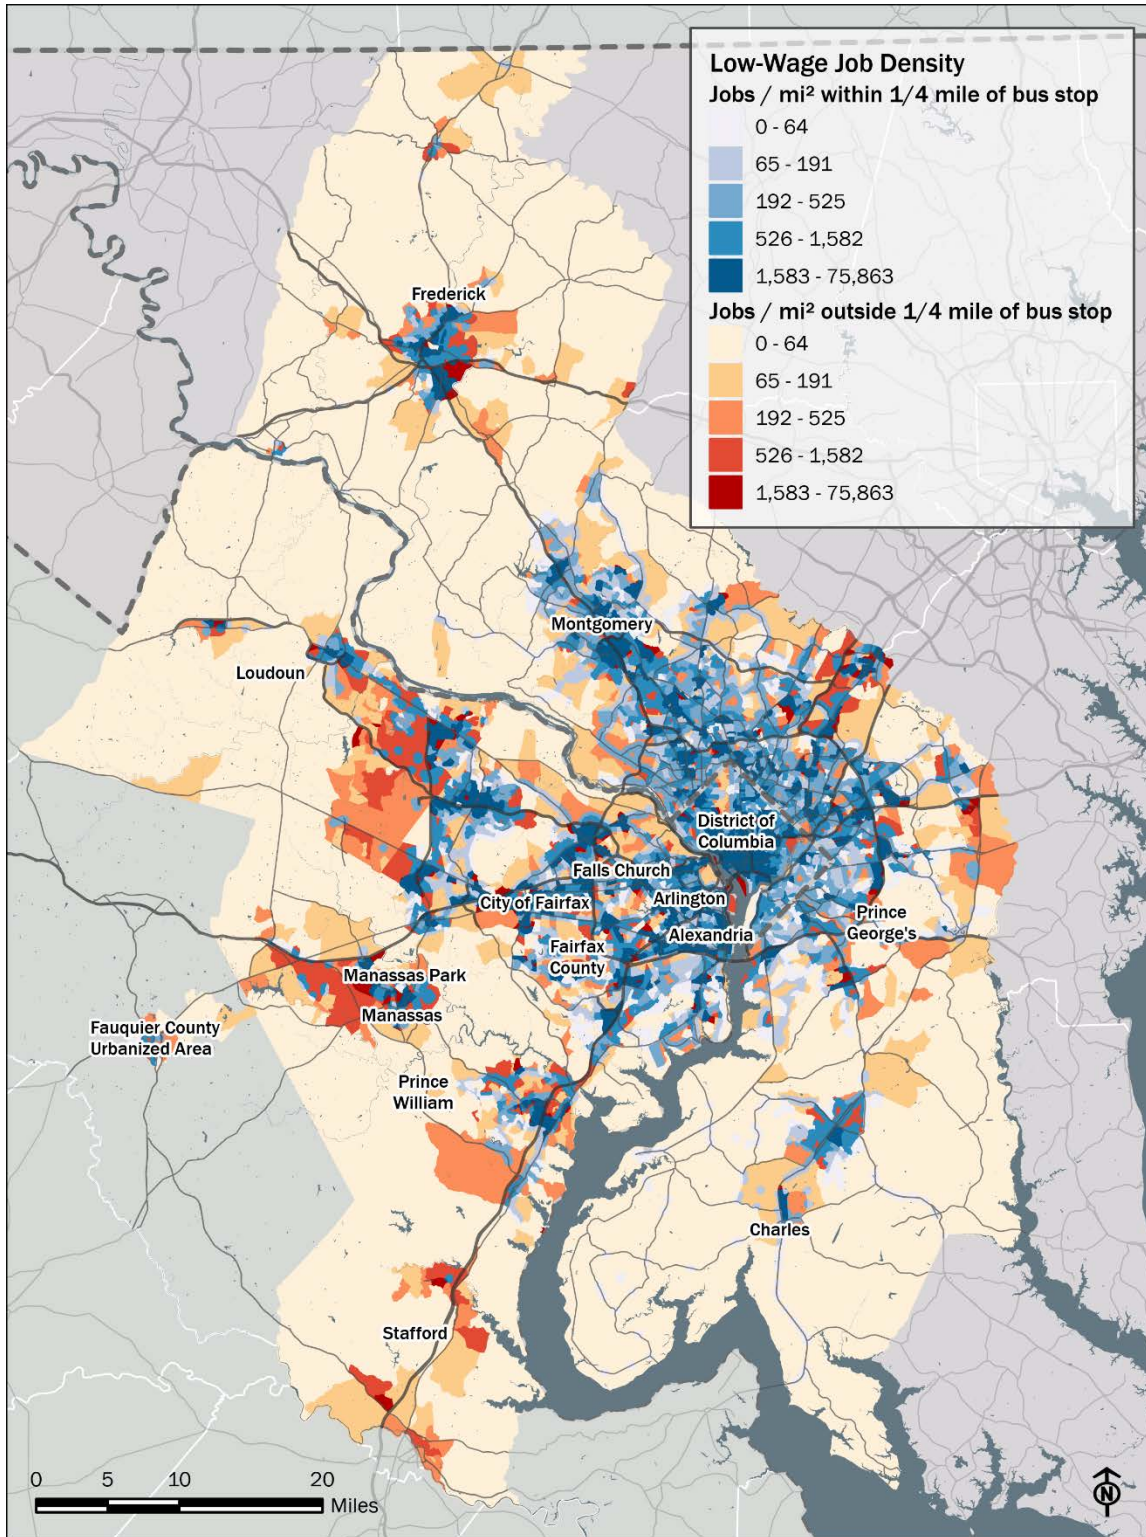 Low-Wage Job Density
Jobs / mi² within 1/4 mile of bus stop
0 - 64
65 - 191
192 - 525
526 - 1,582
1,583 - 75,863
Jobs / mi² outside 1/4 mile of bus stop
0 - 64
65 - 191
192 - 525
526 - 1,582
1,583 - 75,863
Frederick
Montgomery
Loudoun
District of
Columbia
Falls Church
City of Fairfax
Arlington
Prince
George's
Alexandria
Fairfax
County
Manassas Park
Manassas
Fauquier County
Urbanized Area
Prince
William
Charles
Stafford
0 5 10 20
Miles
N